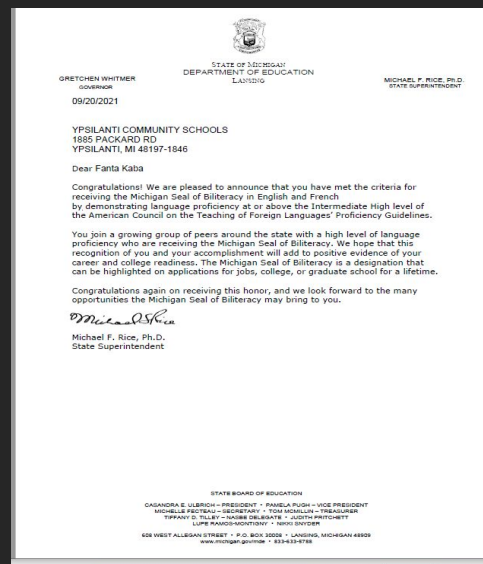 STATE OF MICHIGAN
DEPARTMENT OF EDUCATION
LANSING
GRETCHEN WHITMER
GOVERNOR
MICHAEL F. RICE, Ph.D.
STATE SUPERINTENDENT
09/20/2021
YPSILANTI COMMUNITY SCHOOLS
1885 PACKARD RD
YPSILANTI, MI 48197-1846
Dear Fanta Kaba
Congratulations! We are pleased to announce that you have met the criteria for
receiving the Michigan Seal of Biliteracy in English and French
by demonstrating language proficiency at or above the Intermediate High level of
the American Council on the Teaching of Foreign Languages' Proficiency Guidelines.
You join a growing group of peers around the state with a high level of language
proficiency who are receiving the Michigan Seal of Biliteracy. We hope that this
recognition of you and your accomplishment will add to positive evidence of your
career and college readiness. The Michigan Seal of Biliteracy is a designation that
can be highlighted on applications for jobs, college, or graduate school for a lifetime.
Congratulations again on receiving this honor, and we look forward to the many
opportunities the Michigan Seal of Biliteracy may bring to you.
Michael F. Rice
Michael F. Rice, Ph.D.
State Superintendent
STATE BOARD OF EDUCATION
CASANDRA E. ULBRICH – PRESIDENT • PAMELA PUGH – VICE PRESIDENT
MICHELLE FECTEAU – SECRETARY • TOM MCMILLIN – TREASURER
TIFFANY D. TILLEY – NASBE DELEGATE • JUDITH PRITCHETT
LUPE RAMOS-MONTIGNY • NIKKI SNYDER
608 WEST ALLEGAN STREET • P.O. BOX 30008 • LANSING, MICHIGAN 48909
www.michigan.gov/mde • 833-633-5788